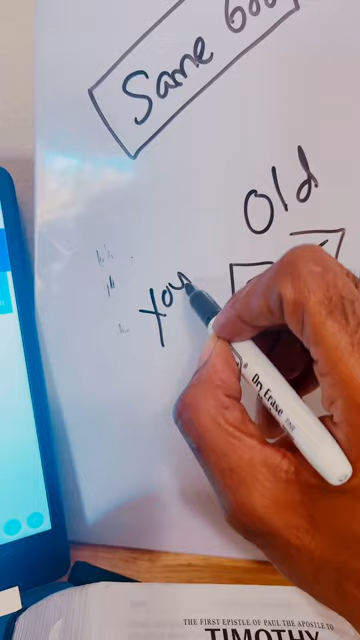 Same God
Old
You
Dry Erase
THE FIRST EPISTLE OF PAUL THE APOSTLE TO
TIMOTHY